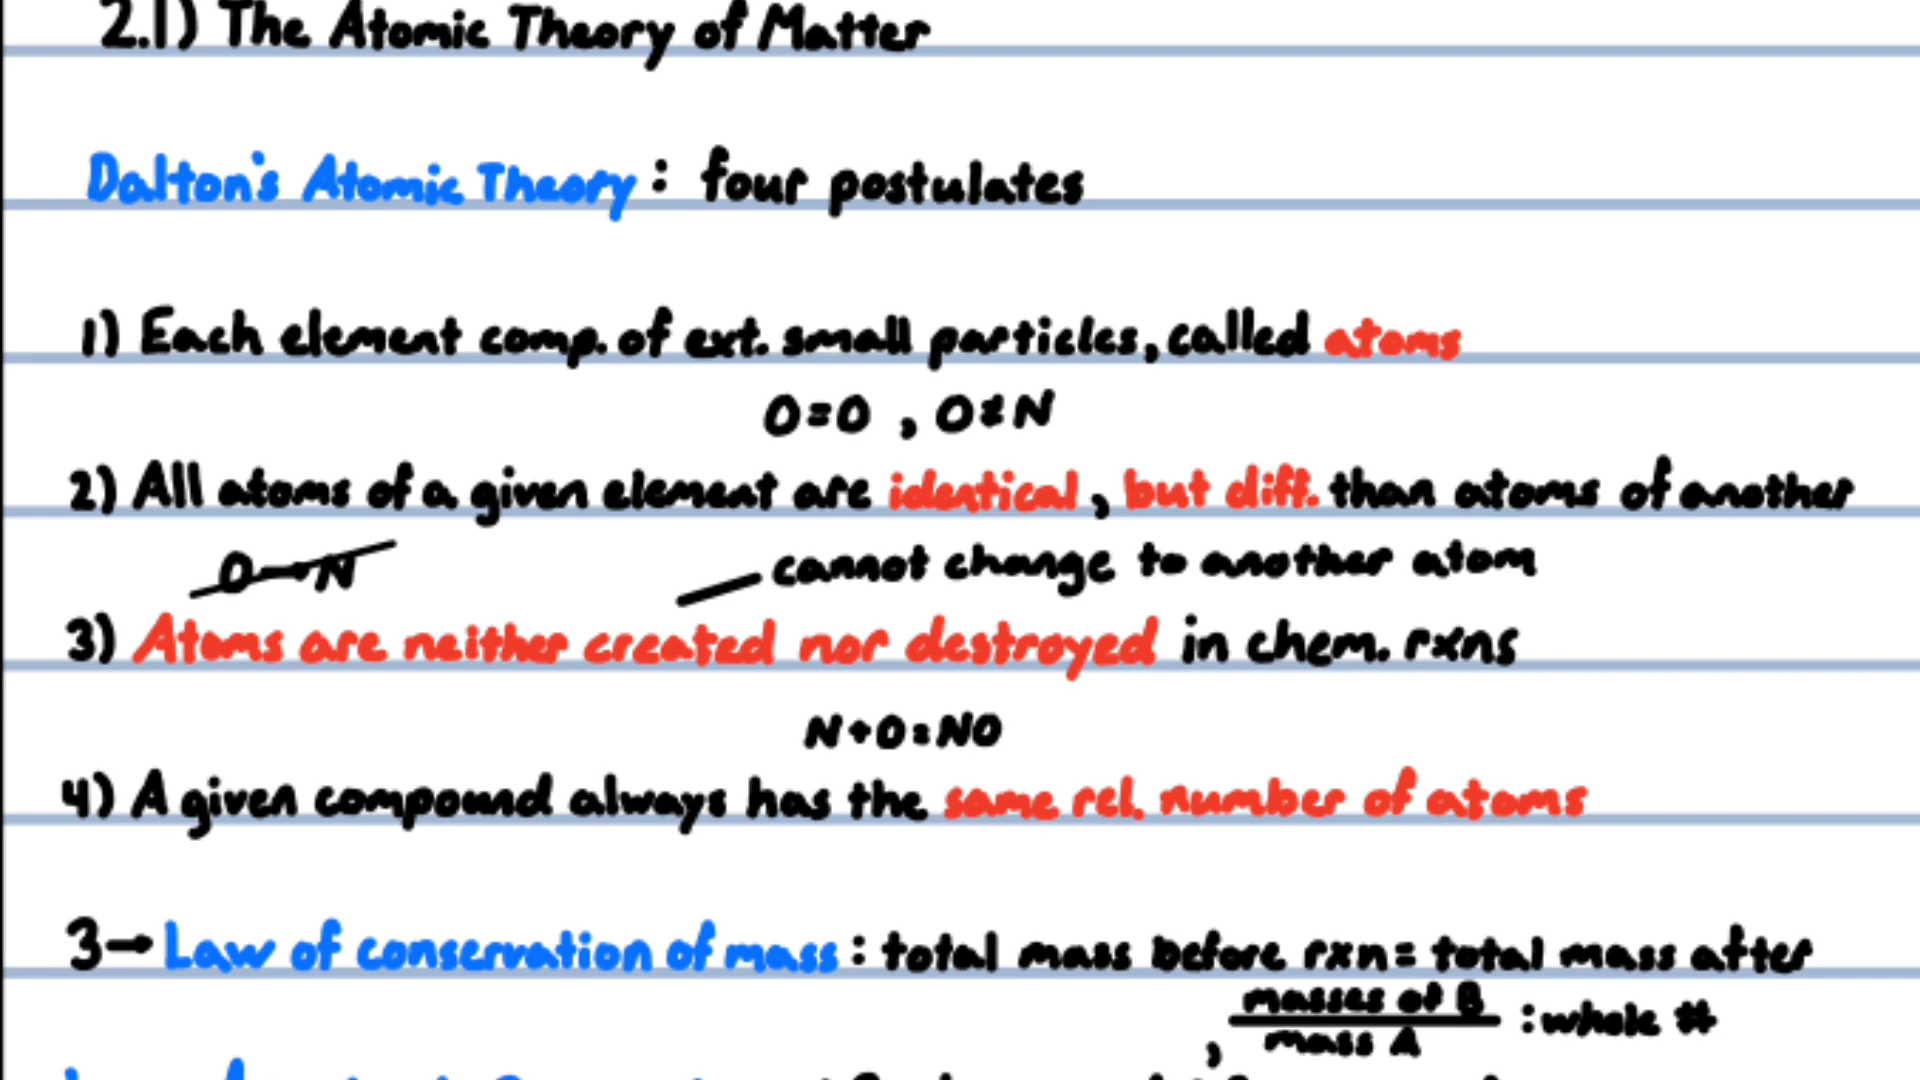 2.1) The Atomic Theory of Matter
Dalton's Atomic Theory: four postulates
1) Each element comp. of ext. small particles, called atoms
O=O , O≠N
2) All atoms of a given element are identical, but diff. than atoms of another
O→N
cannot change to another atom
3) Atoms are neither created nor destroyed in chem. rxns
N+O=NO
4) A given compound always has the same rel. number of atoms
3→ Law of conservation of mass: total mass before rxn = total mass after
masses of B
, mass A : whole #